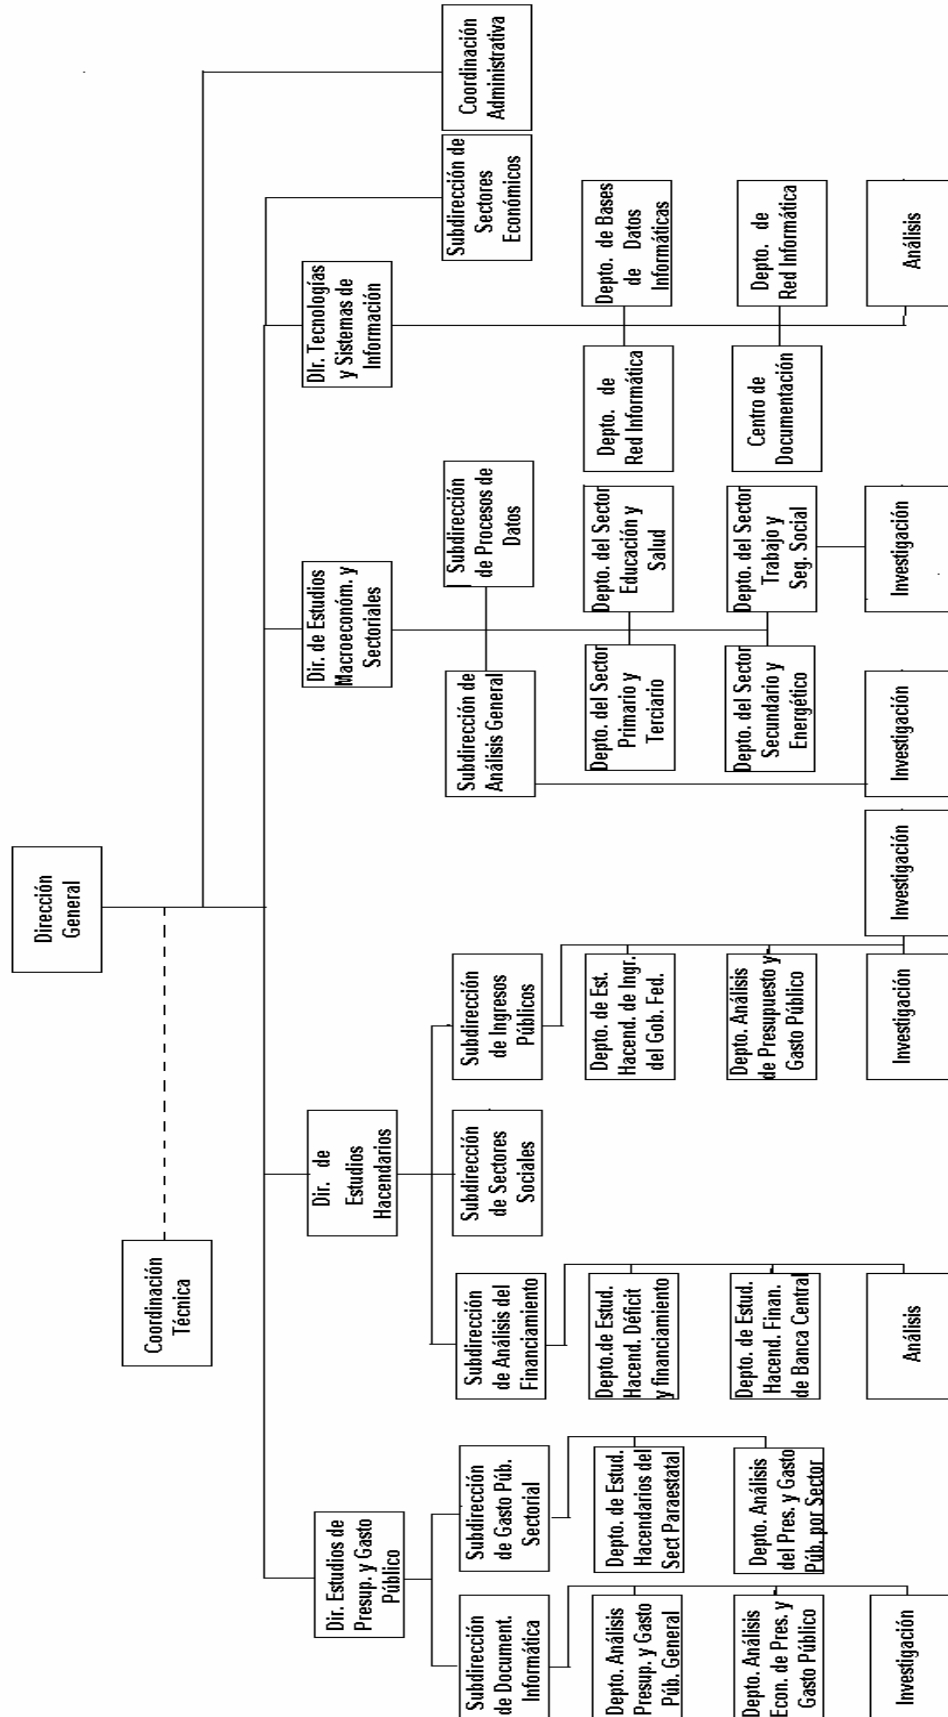 Dirección
General
Coordinación
Técnica
Coordinación
Administrativa
Dir. Estudios de
Presup. y Gasto
Público
Dir. de
Estudios
Hacendarios
Dir. de Estudios
Macroeconóm. y
Sectoriales
DIr. Tecnologías
y Sistemas de
Información
Subdirección de
Sectores
Económicos
Subdirección
de Document.
Informática
Subdirección
de Gasto Púb.
Sectorial
Subdirección
de Análisis del
Financiamiento
Subdirección
de Sectores
Sociales
Subdirección
de Ingresos
Públicos
Subdirección de
Análisis General
Subdirección
de Procesos de
Datos
Depto. Análisis
Presup. y Gasto
Púb. General
Depto. de Estud.
Hacendarios del
Sect Paraestatal
Depto.de Estud.
Hacend. Déficit
y financiamiento
Depto. de Est.
Hacend. de Ingr.
del Gob. Fed.
Depto. del Sector
Primario y
Terciario
Depto. del Sector
Educación y
Salud
Depto. de
Red Informática
Depto. de Bases
de Datos
Informáticas
Depto. Análisis
Econ. de Pres. y
Gasto Público
Depto. Análisis
del Pres. y Gasto
Púb. por Sector
Depto. de Estud.
Hacend. Finan.
de Banca Central
Depto. Análisis
de Presupuesto y
Gasto Público
Depto. del Sector
Secundario y
Energético
Depto. del Sector
Trabajo y
Seg. Social
Centro de
Documentación
Depto. de
Red Informática
Investigación
Análisis
Investigación
Investigación
Investigación
Investigación
Análisis